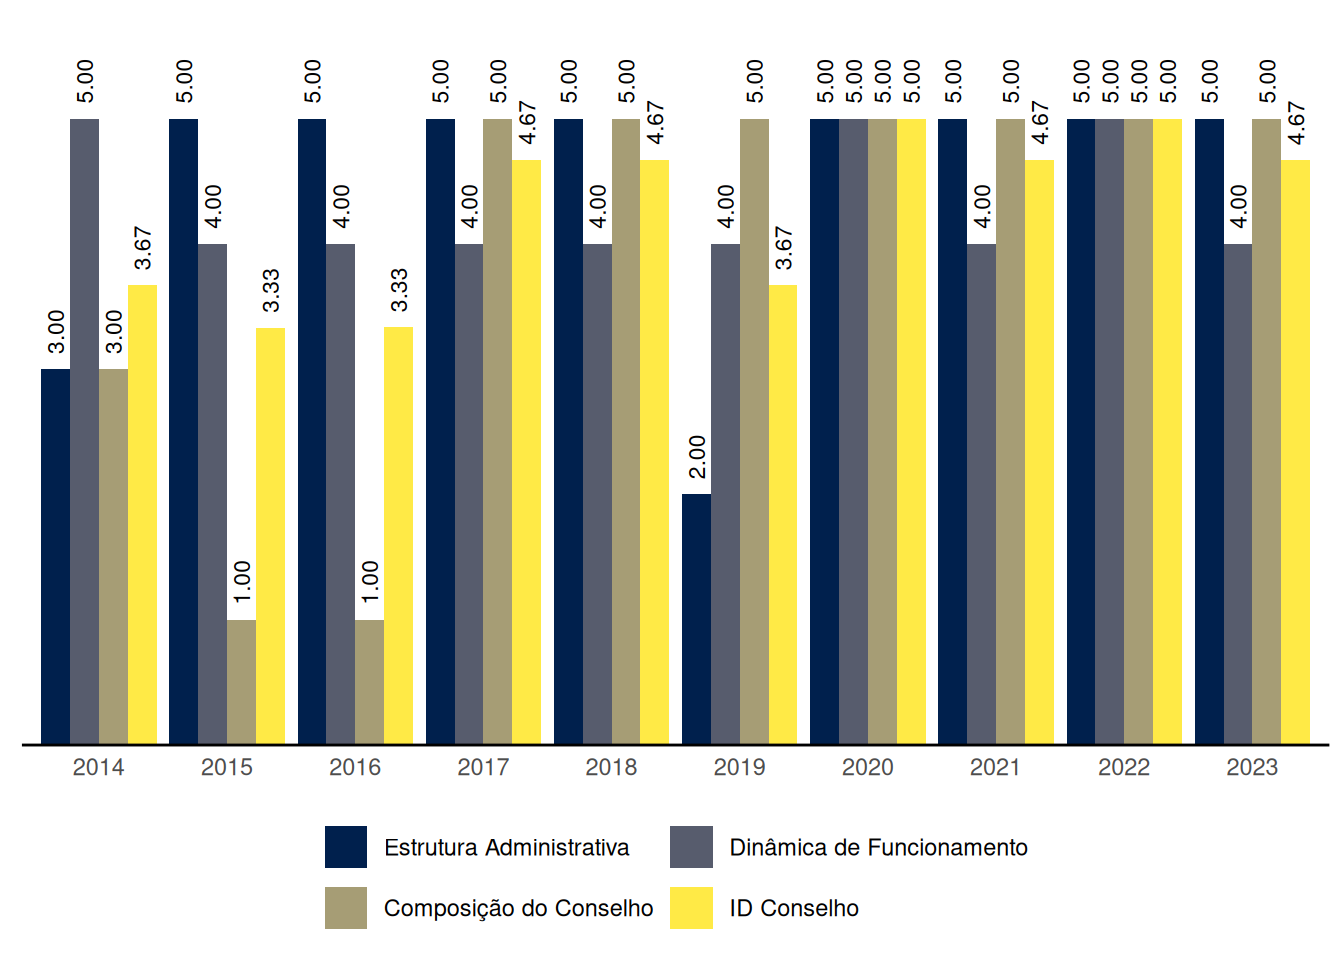 3.00 5.00 3.00 3.67 5.00 4.00 1.00 3.33 5.00 4.00 1.00 3.33 5.00 4.00 5.00 4.67 5.00 4.00 5.00 4.67 2.00 4.00 5.00 3.67 5.00 5.00 5.00 5.00 5.00 4.00 5.00 4.67 5.00 5.00 5.00 5.00 5.00 4.00 5.00 4.67
2014 2015 2016 2017 2018 2019 2020 2021 2022 2023
Estrutura Administrativa Dinâmica de Funcionamento
Composição do Conselho ID Conselho